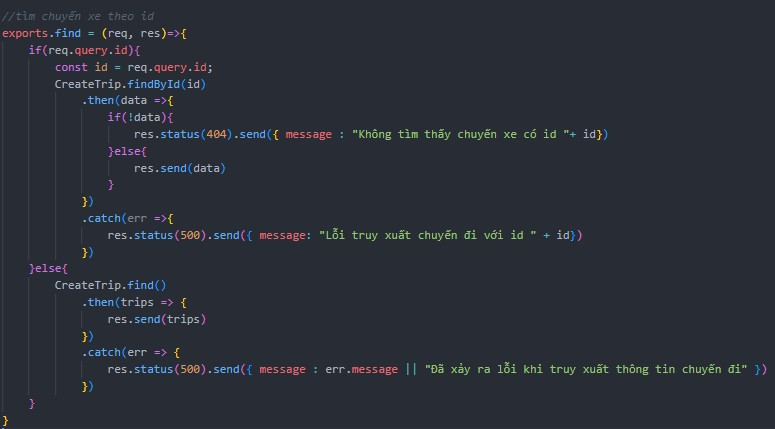 //tìm chuyến xe theo id
exports.find = (req, res)=>{
    if(req.query.id){
        const id = req.query.id;
        CreateTrip.findById(id)
            .then(data =>{
                if(!data){
                    res.status(404).send({ message : "Không tìm thấy chuyến xe có id "+ id})
                }else{
                    res.send(data)
                }
            })
            .catch(err =>{
                res.status(500).send({ message: "Lỗi truy xuất chuyến đi với id " + id})
            })
    }else{
        CreateTrip.find()
            .then(trips => {
                res.send(trips)
            })
            .catch(err => {
                res.status(500).send({ message : err.message || "Đã xảy ra lỗi khi truy xuất thông tin chuyến đi" })
            })
    }
}